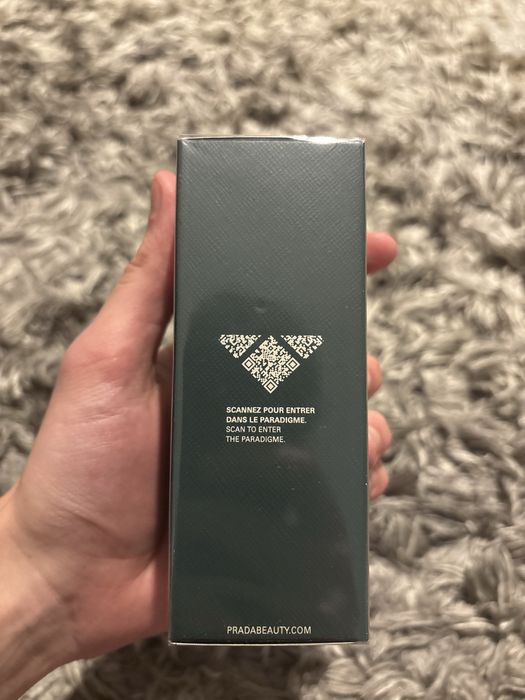 SCANNEZ POUR ENTRER
DANS LE PARADIGME.
SCAN TO ENTER
THE PARADIGME.
PRADABEAUTY.COM